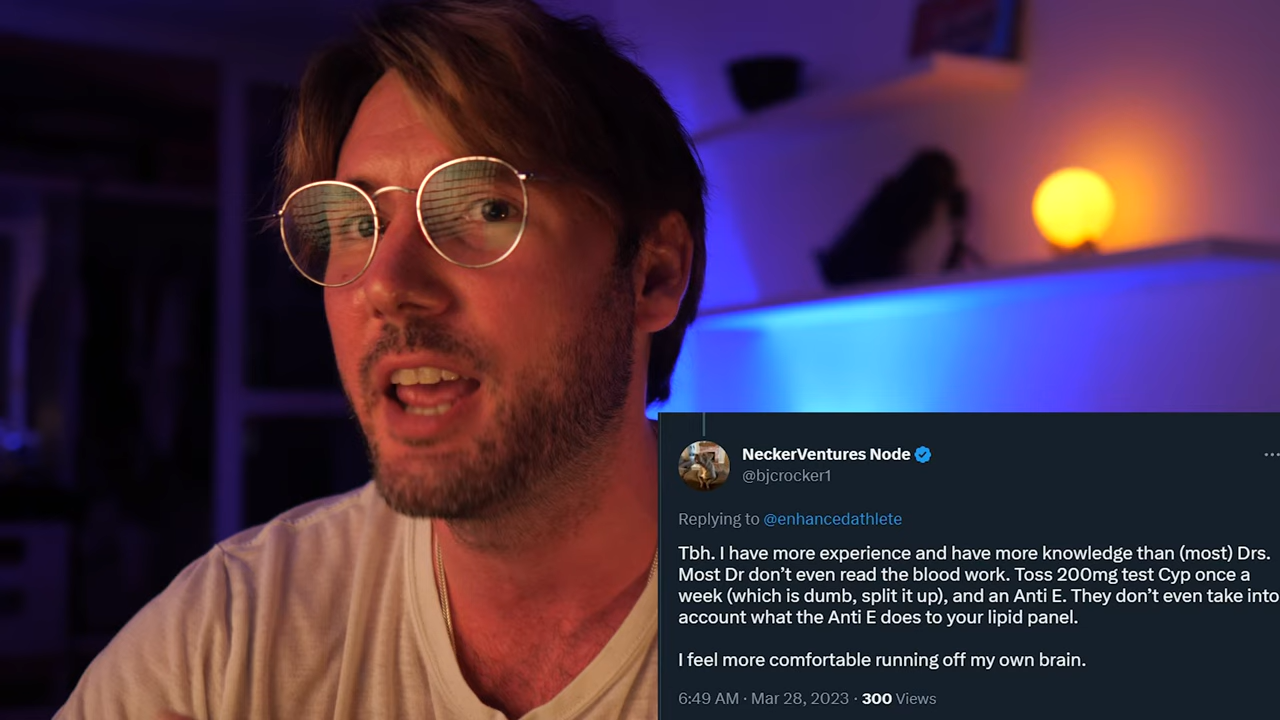 NeckerVentures Node
@bjcrocker1
Replying to @enhancedathlete
Tbh. I have more experience and have more knowledge than (most) Drs.
Most Dr don’t even read the blood work. Toss 200mg test Cyp once a
week (which is dumb, split it up), and an Anti E. They don’t even take into
account what the Anti E does to your lipid panel.
I feel more comfortable running off my own brain.
6:49 AM · Mar 28, 2023 · 300 Views